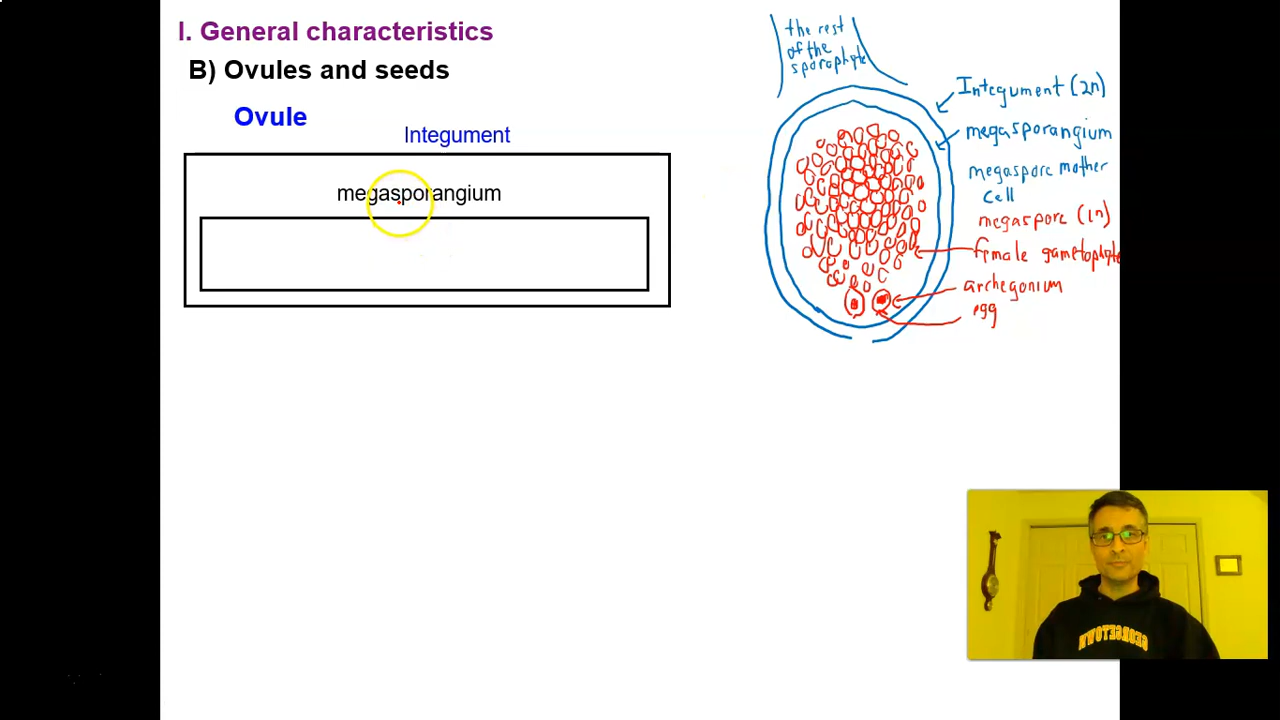 I. General characteristics
B) Ovules and seeds
Ovule
Integument
megasporangium
the rest
of the
sporophyte
Integument (2n)
megasporangium
megaspore mother
cell
megaspore (1n)
female gametophyte
archegonium
egg
GEORGETOWN